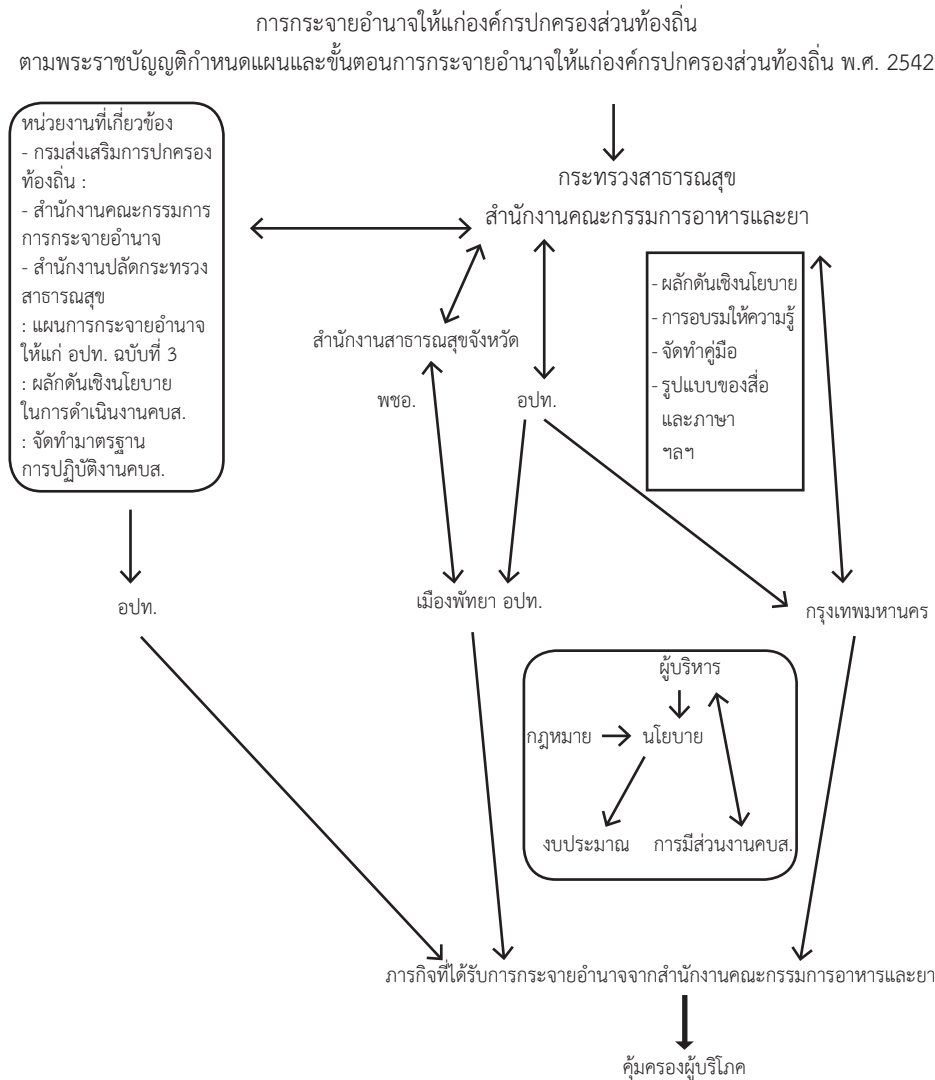 การกระจายอำนาจให้แก่องค์กรปกครองส่วนท้องถิ่น
ตามพระราชบัญญัติกำหนดแผนและขั้นตอนการกระจายอำนาจให้แก่องค์กรปกครองส่วนท้องถิ่น พ.ศ. 2542
หน่วยงานที่เกี่ยวข้อง
- กรมส่งเสริมการปกครอง
ท้องถิ่น :
- สำนักงานคณะกรรมการ
การกระจายอำนาจ
- สำนักงานปลัดกระทรวง
สาธารณสุข
: แผนการกระจายอำนาจ
ให้แก่ อปท. ฉบับที่ 3
: ผลักดันเชิงนโยบาย
ในการดำเนินงานคบส.
: จัดทำมาตรฐาน
การปฏิบัติงานคบส.
กระทรวงสาธารณสุข
สำนักงานคณะกรรมการอาหารและยา
- ผลักดันเชิงนโยบาย
- การอบรมให้ความรู้
- จัดทำคู่มือ
- รูปแบบของสื่อ
และภาษา
ฯลฯ
สำนักงานสาธารณสุขจังหวัด
พชอ.
อปท.
อปท.
เมืองพัทยา อปท.
กรุงเทพมหานคร
ผู้บริหาร
กฎหมาย
นโยบาย
งบประมาณ
การมีส่วนงานคบส.
ภารกิจที่ได้รับการกระจายอำนาจจากสำนักงานคณะกรรมการอาหารและยา
คุ้มครองผู้บริโภค